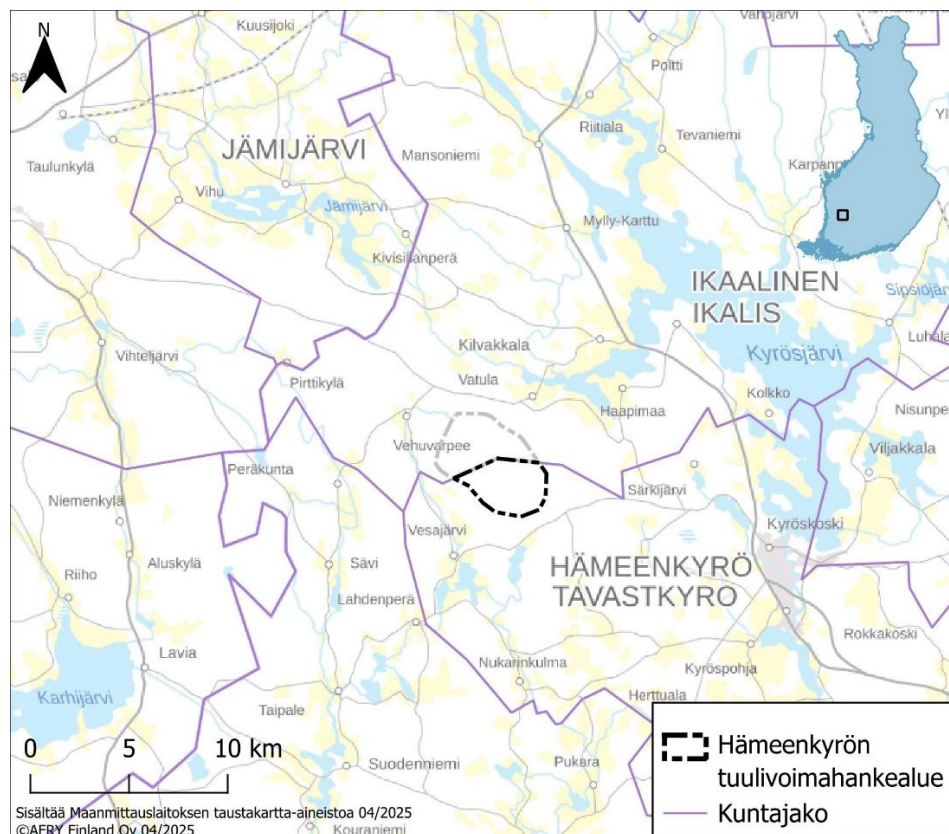 N
Kuusijoki
Vahojärvi
Poltti
Riitiala
Tevaniemi
JÄMIJÄRVI
Mansoniemi
Taulunkylä
Vihu
Jämijärvi
Mylly-Karttu
Kivisillanperä
IKAALINEN
IKALIS
Luhala
Kyrösjärvi
Kilvakkala
Vihteljärvi
Vatula
Pirttikylä
Kolkko
Haapimaa
Vehuvarpee
Viljakkala
Peräkunta
Särkijärvi
Niemenkylä
Kyröskoski
Vesajärvi
Aluskylä
Sävi
HÄMEENKYRÖ
TAVASTKYRO
Riiho
Lahdenperä
Rokkakoski
Lavia
Nukarinkulma
Kyröspohja
Karhijärvi
Herttuala
Taipale
0 5 10 km
Suodenniemi
Pukara
Hämeenkyrön
tuulivoimahankealue
Kuntajako
Sisältää Maanmittauslaitoksen taustakartta-aineistoa 04/2025
©AFRY Finland Oy 04/2025
Kouraniemi